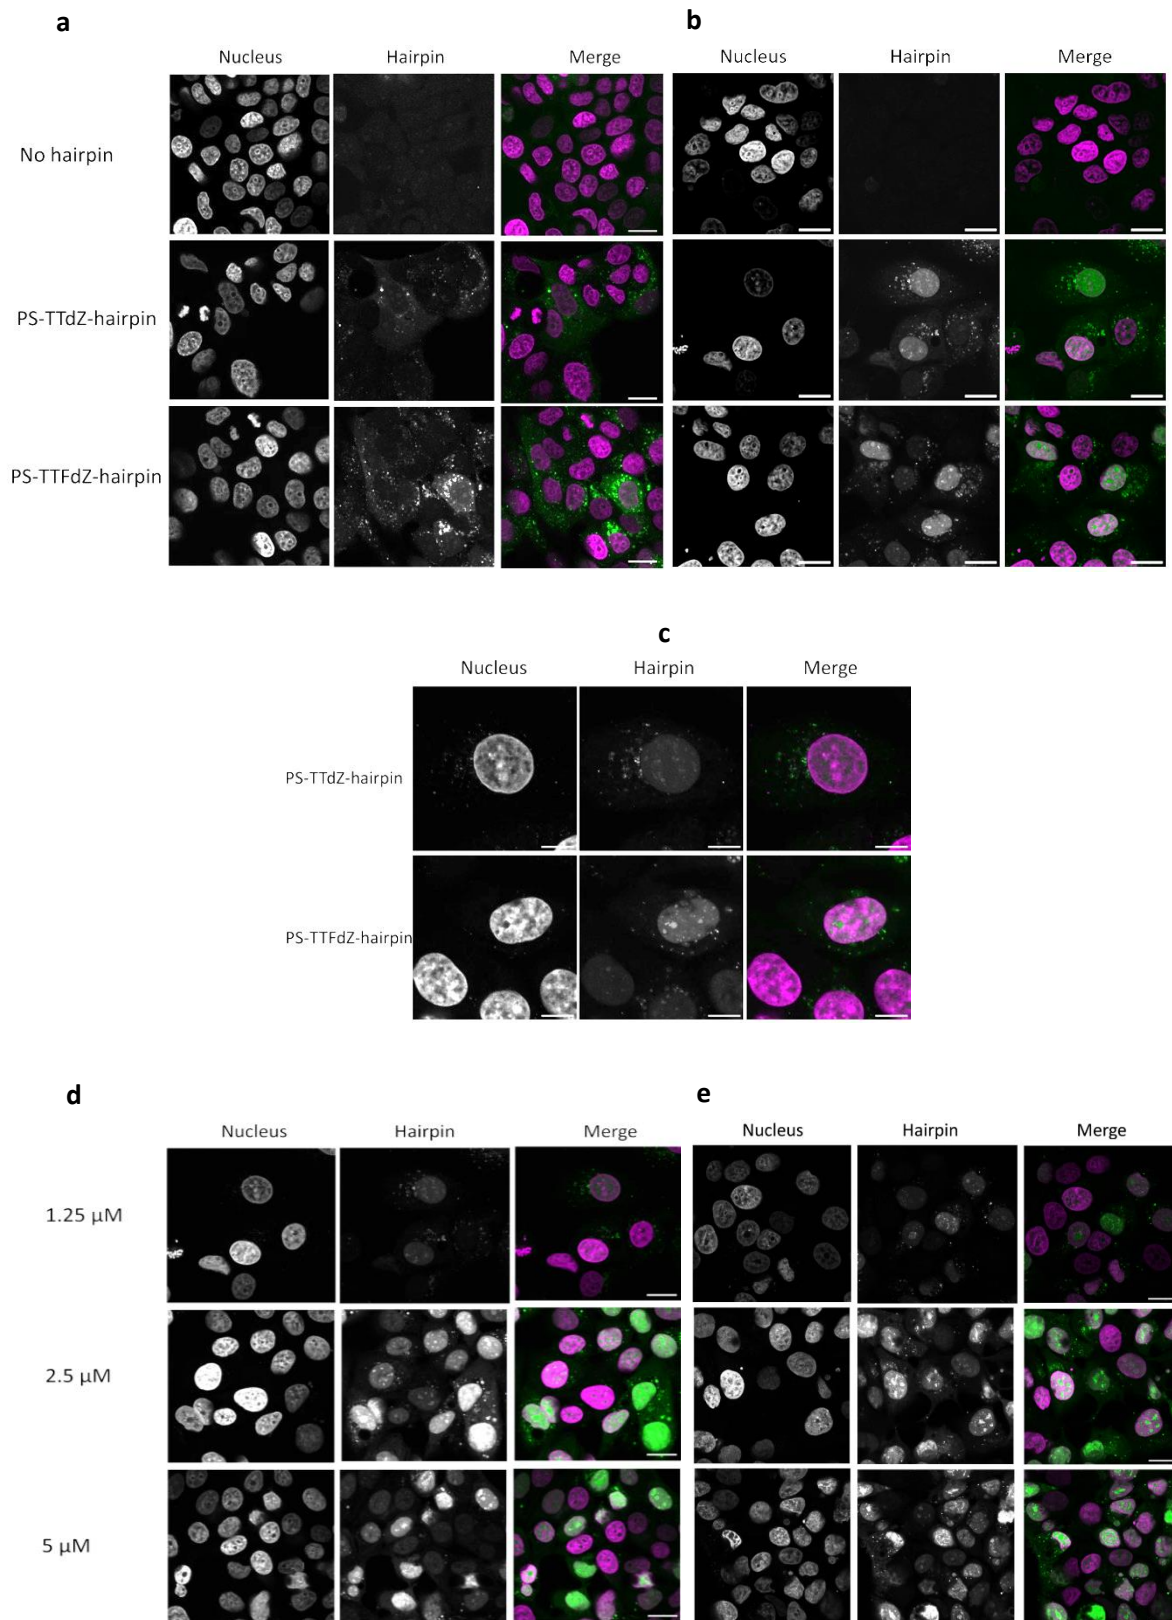 a
Nucleus Hairpin Merge
No hairpin
PS-TTdZ-hairpin
PS-TTFdZ-hairpin
b
Nucleus Hairpin Merge
c
Nucleus Hairpin Merge
PS-TTdZ-hairpin
PS-TTFdZ-hairpin
d
Nucleus Hairpin Merge
1.25 µM
2.5 µM
5 µM
e
Nucleus Hairpin Merge